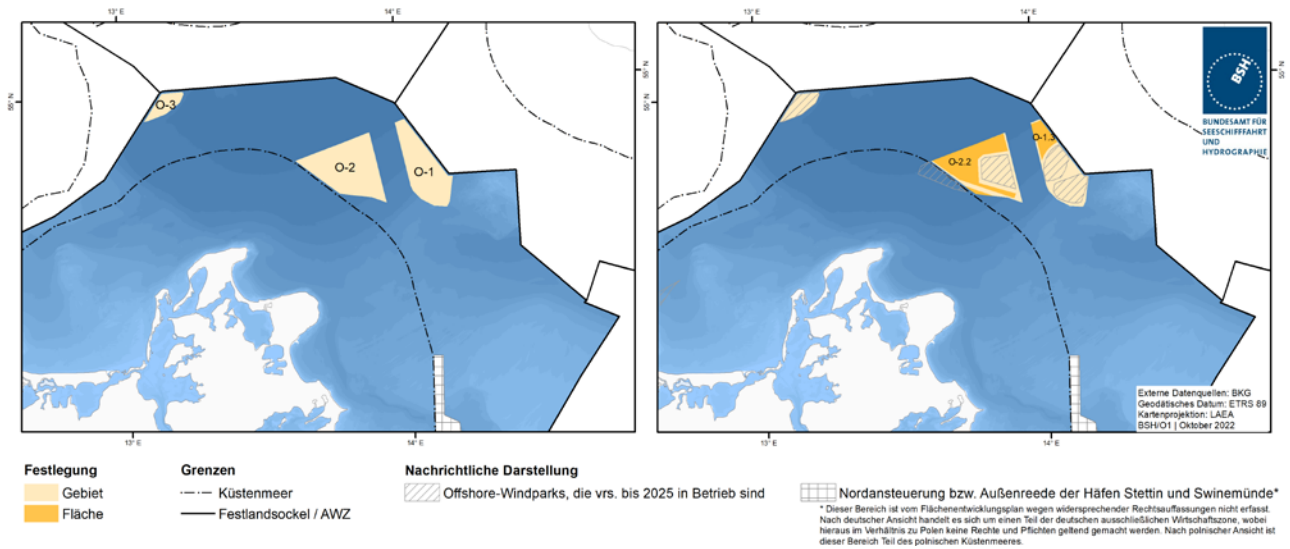 13° E
14° E
55° N
O-3
O-2
O-1
13° E
14° E
55° N
13° E
14° E
55° N
O-1.3
O-2.2
13° E
14° E
55° N
BSH
BUNDESAMT FÜR
SEESCHIFFFAHRT
UND
HYDROGRAPHIE
Externe Datenquellen: BKG
Geodätisches Datum: ETRS 89
Kartenprojektion: LAEA
BSH/O1 | Oktober 2022
Festlegung
Gebiet
Fläche
Grenzen
Küstenmeer
Festlandsockel / AWZ
Nachrichtliche Darstellung
Offshore-Windparks, die vrs. bis 2025 in Betrieb sind
Nordansteuerung bzw. Außenreede der Häfen Stettin und Swinemünde*
* Dieser Bereich ist vom Flächenentwicklungsplan wegen widersprechender Rechtsauffassungen nicht erfasst.
Nach deutscher Ansicht handelt es sich um einen Teil der deutschen ausschließlichen Wirtschaftszone, wobei
hieraus im Verhältnis zu Polen keine Rechte und Pflichten geltend gemacht werden. Nach polnischer Ansicht ist
dieser Bereich Teil des polnischen Küstenmeeres.